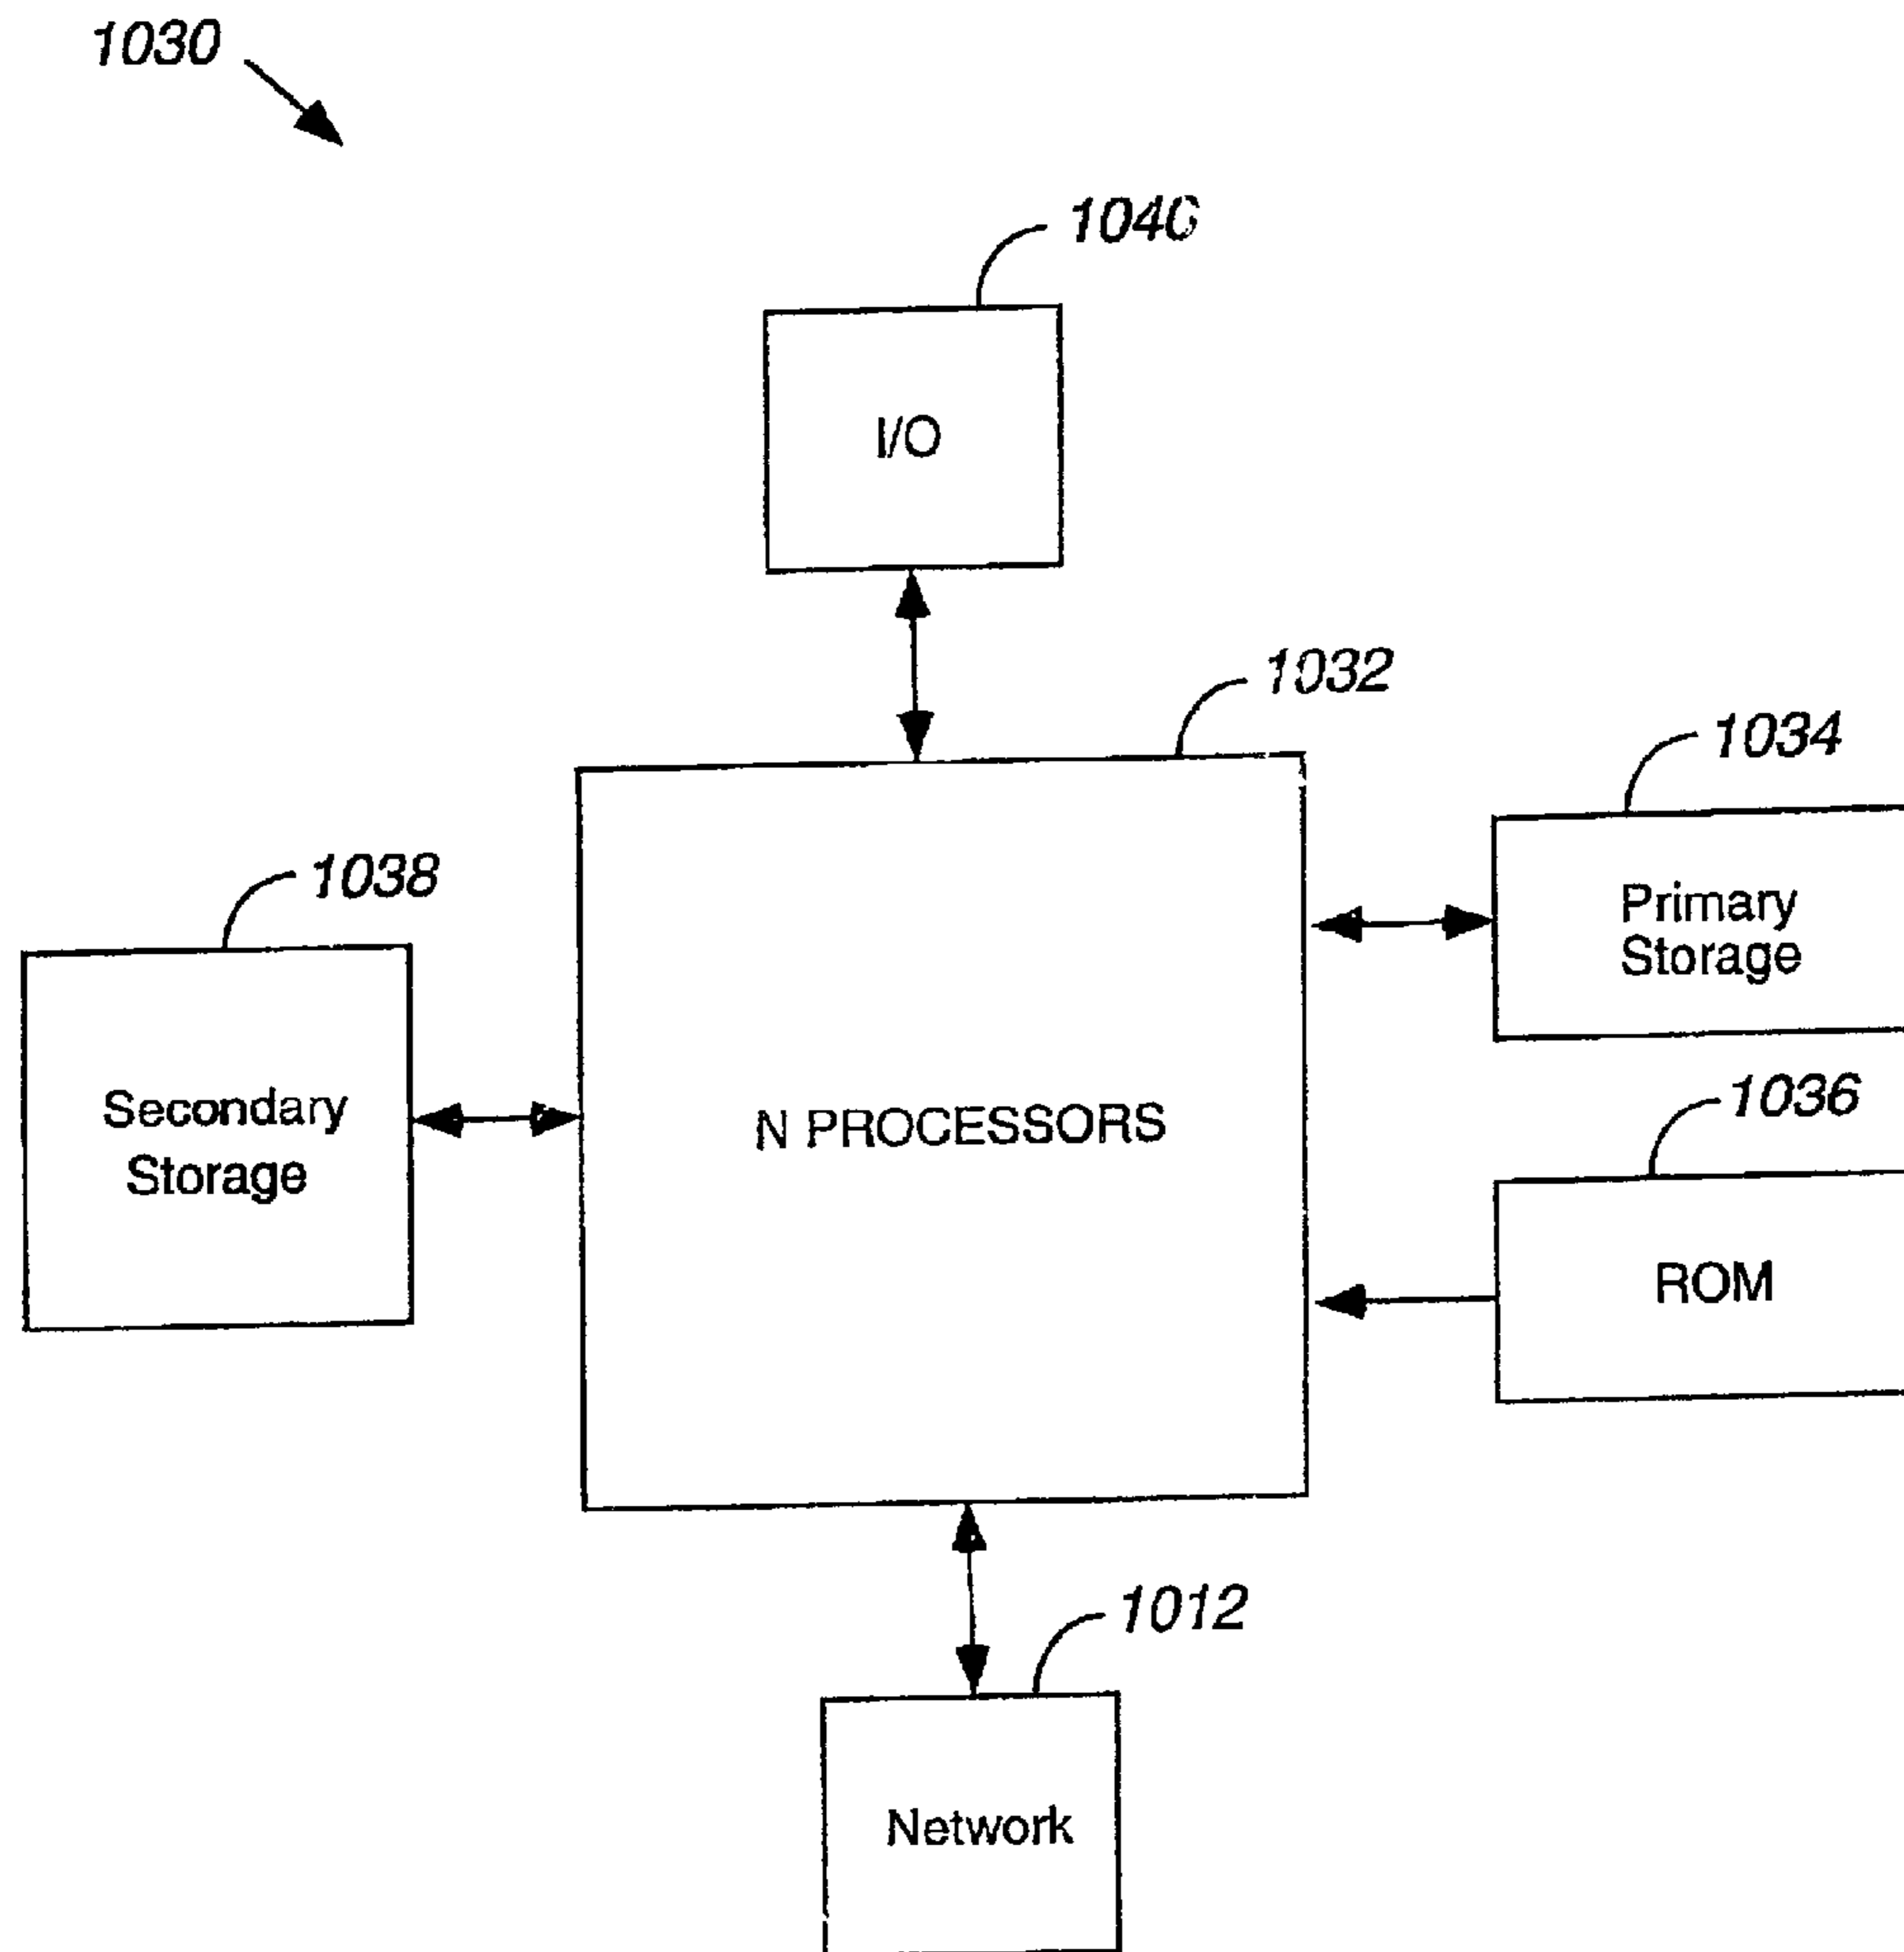 1030
1040
I/O
1032
1034
1038
Primary
Storage
Secondary
Storage
N PROCESSORS
1036
ROM
1012
Network